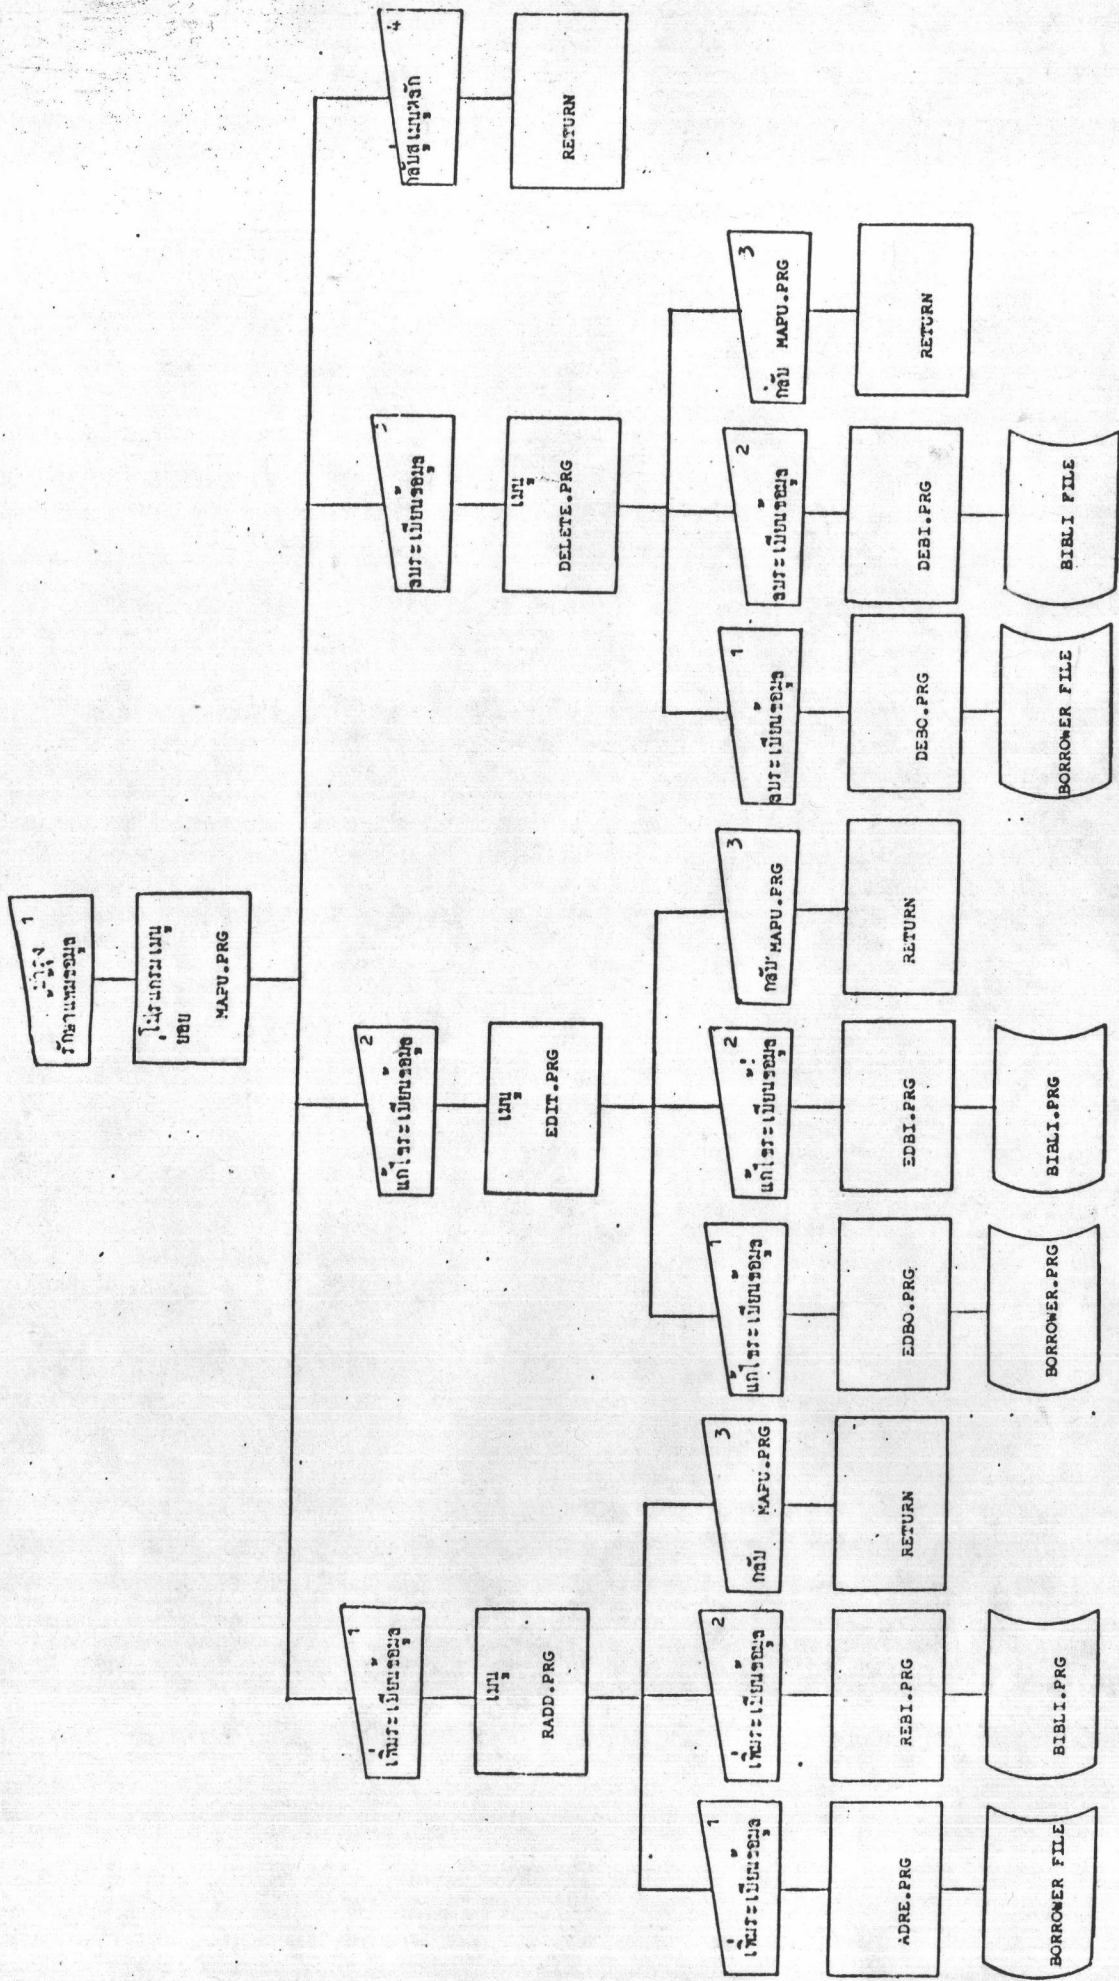 1
บำรุง
รักษาแฟ้มข้อมูล
โปรแกรมเมนู
ย่อย
MAPU.PRG
1
เพิ่มระเบียนข้อมูล
เมนู
RADD.PRG
1
เพิ่มระเบียนข้อมูล
ADRE.PRG
BORROWER FILE
2
เพิ่มระเบียนข้อมูล
REBI.PRG
BIBLI.PRG
3
กลับ MAPU.PRG
RETURN
2
แก้ไขระเบียนข้อมูล
เมนู
EDIT.PRG
1
แก้ไขระเบียนข้อมูล
EDBO.PRG
BORROWER.PRG
2
แก้ไขระเบียนข้อมูล
EDBI.PRG
BIBLI.PRG
3
กลับ MAPU.PRG
RETURN
3
ลบระเบียนข้อมูล
เมนู
DELETE.PRG
1
ลบระเบียนข้อมูล
DEBO.PRG
BORROWER FILE
2
ลบระเบียนข้อมูล
DEBI.PRG
BIBLI FILE
3
กลับ MAPU.PRG
RETURN
4
กลับสู่เมนูหลัก
RETURN